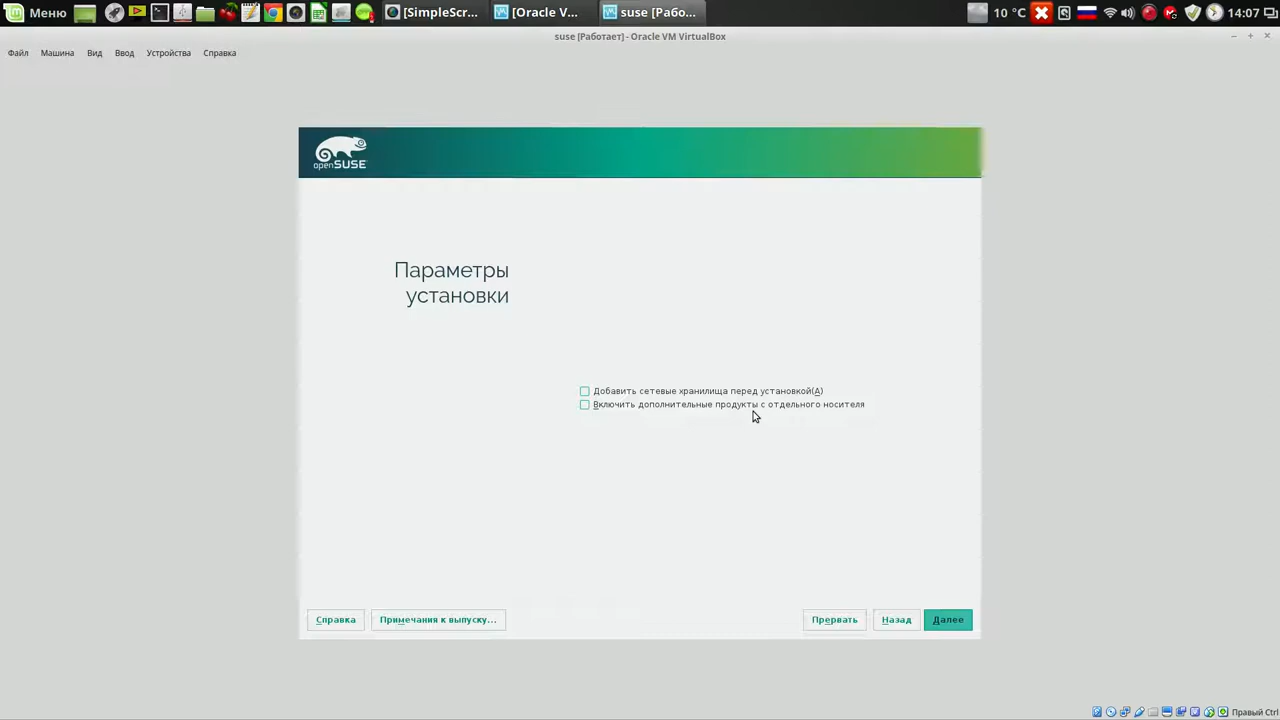 Меню
[SimpleScr...
[Oracle V...
suse [Рабо...
10 °C
14:07
suse [Работает] - Oracle VM VirtualBox
Файл Машина Вид Ввод Устройства Справка
openSUSE
Параметры
установки
Добавить сетевые хранилища перед установкой(A)
Включить дополнительные продукты с отдельного носителя
Справка
Примечания к выпуску...
Прервать
Назад
Далее
Правый Ctrl